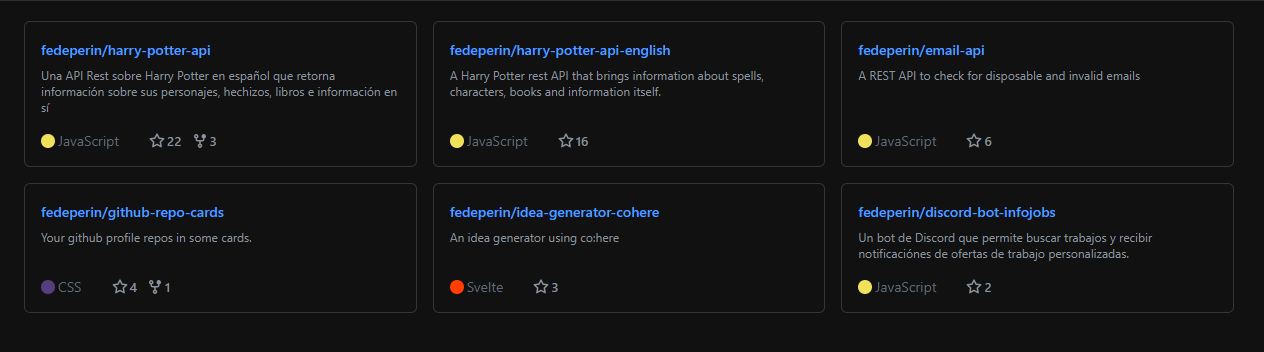 fedeperin/harry-potter-api
Una API Rest sobre Harry Potter en español que retorna
información sobre sus personajes, hechizos, libros e información en
sí
JavaScript 22 3
fedeperin/harry-potter-api-english
A Harry Potter rest API that brings information about spells,
characters, books and information itself.
JavaScript 16
fedeperin/email-api
A REST API to check for disposable and invalid emails
JavaScript 6
fedeperin/github-repo-cards
Your github profile repos in some cards.
CSS 4 1
fedeperin/idea-generator-cohere
An idea generator using co:here
Svelte 3
fedeperin/discord-bot-infojobs
Un bot de Discord que permite buscar trabajos y recibir
notificaciónes de ofertas de trabajo personalizadas.
JavaScript 2